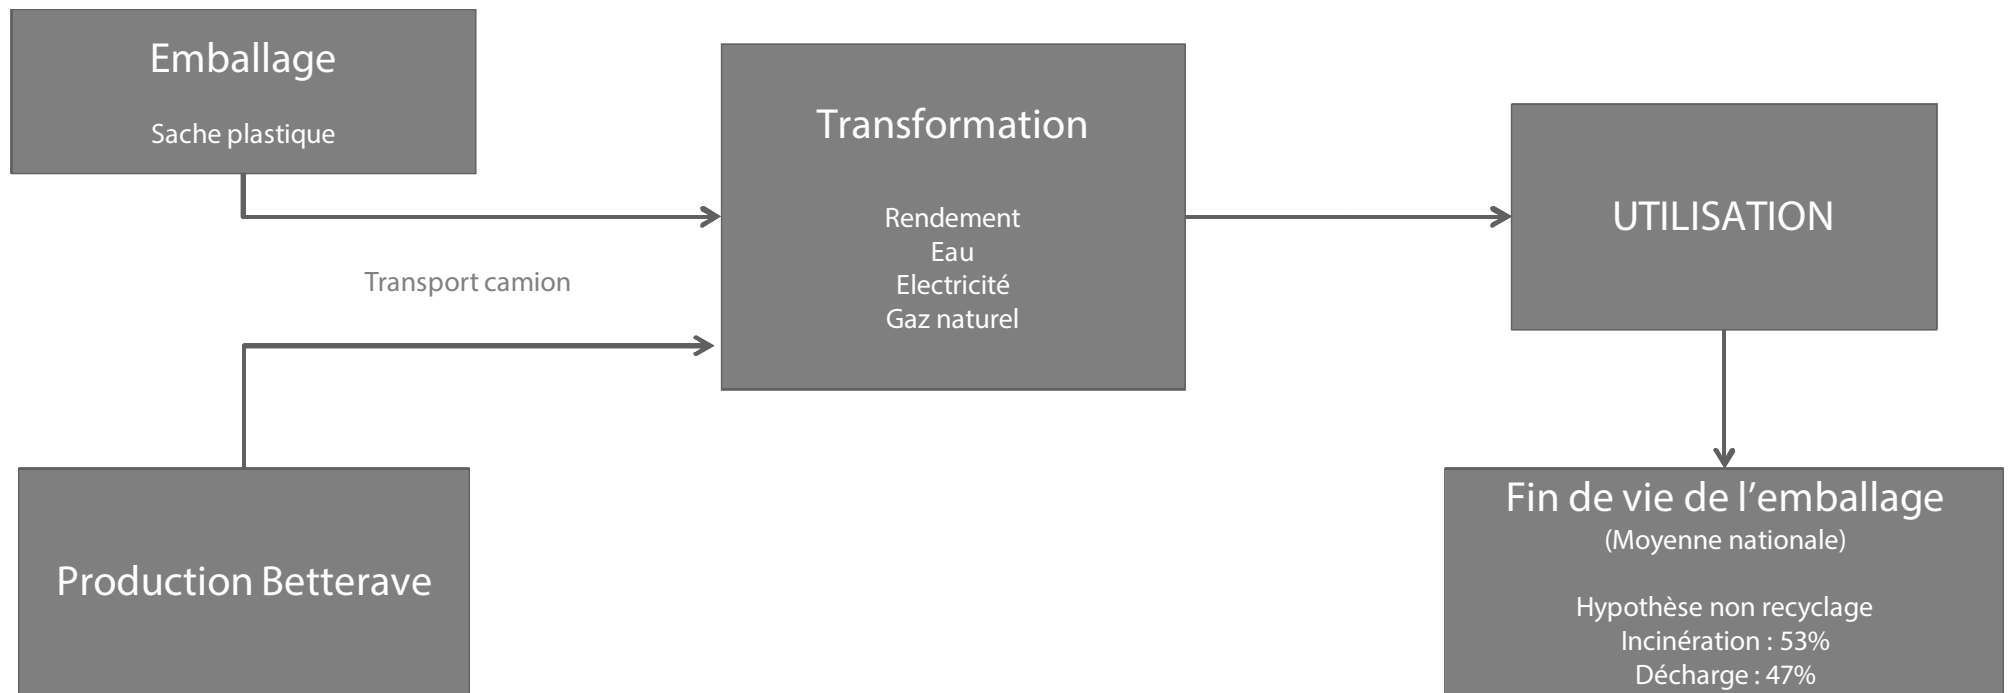 Emballage
Sache plastique
Transport camion
Production Betterave
Transformation
Rendement
Eau
Electricité
Gaz naturel
UTILISATION
Fin de vie de l'emballage
(Moyenne nationale)
Hypothèse non recyclage
Incinération : 53%
Décharge : 47%